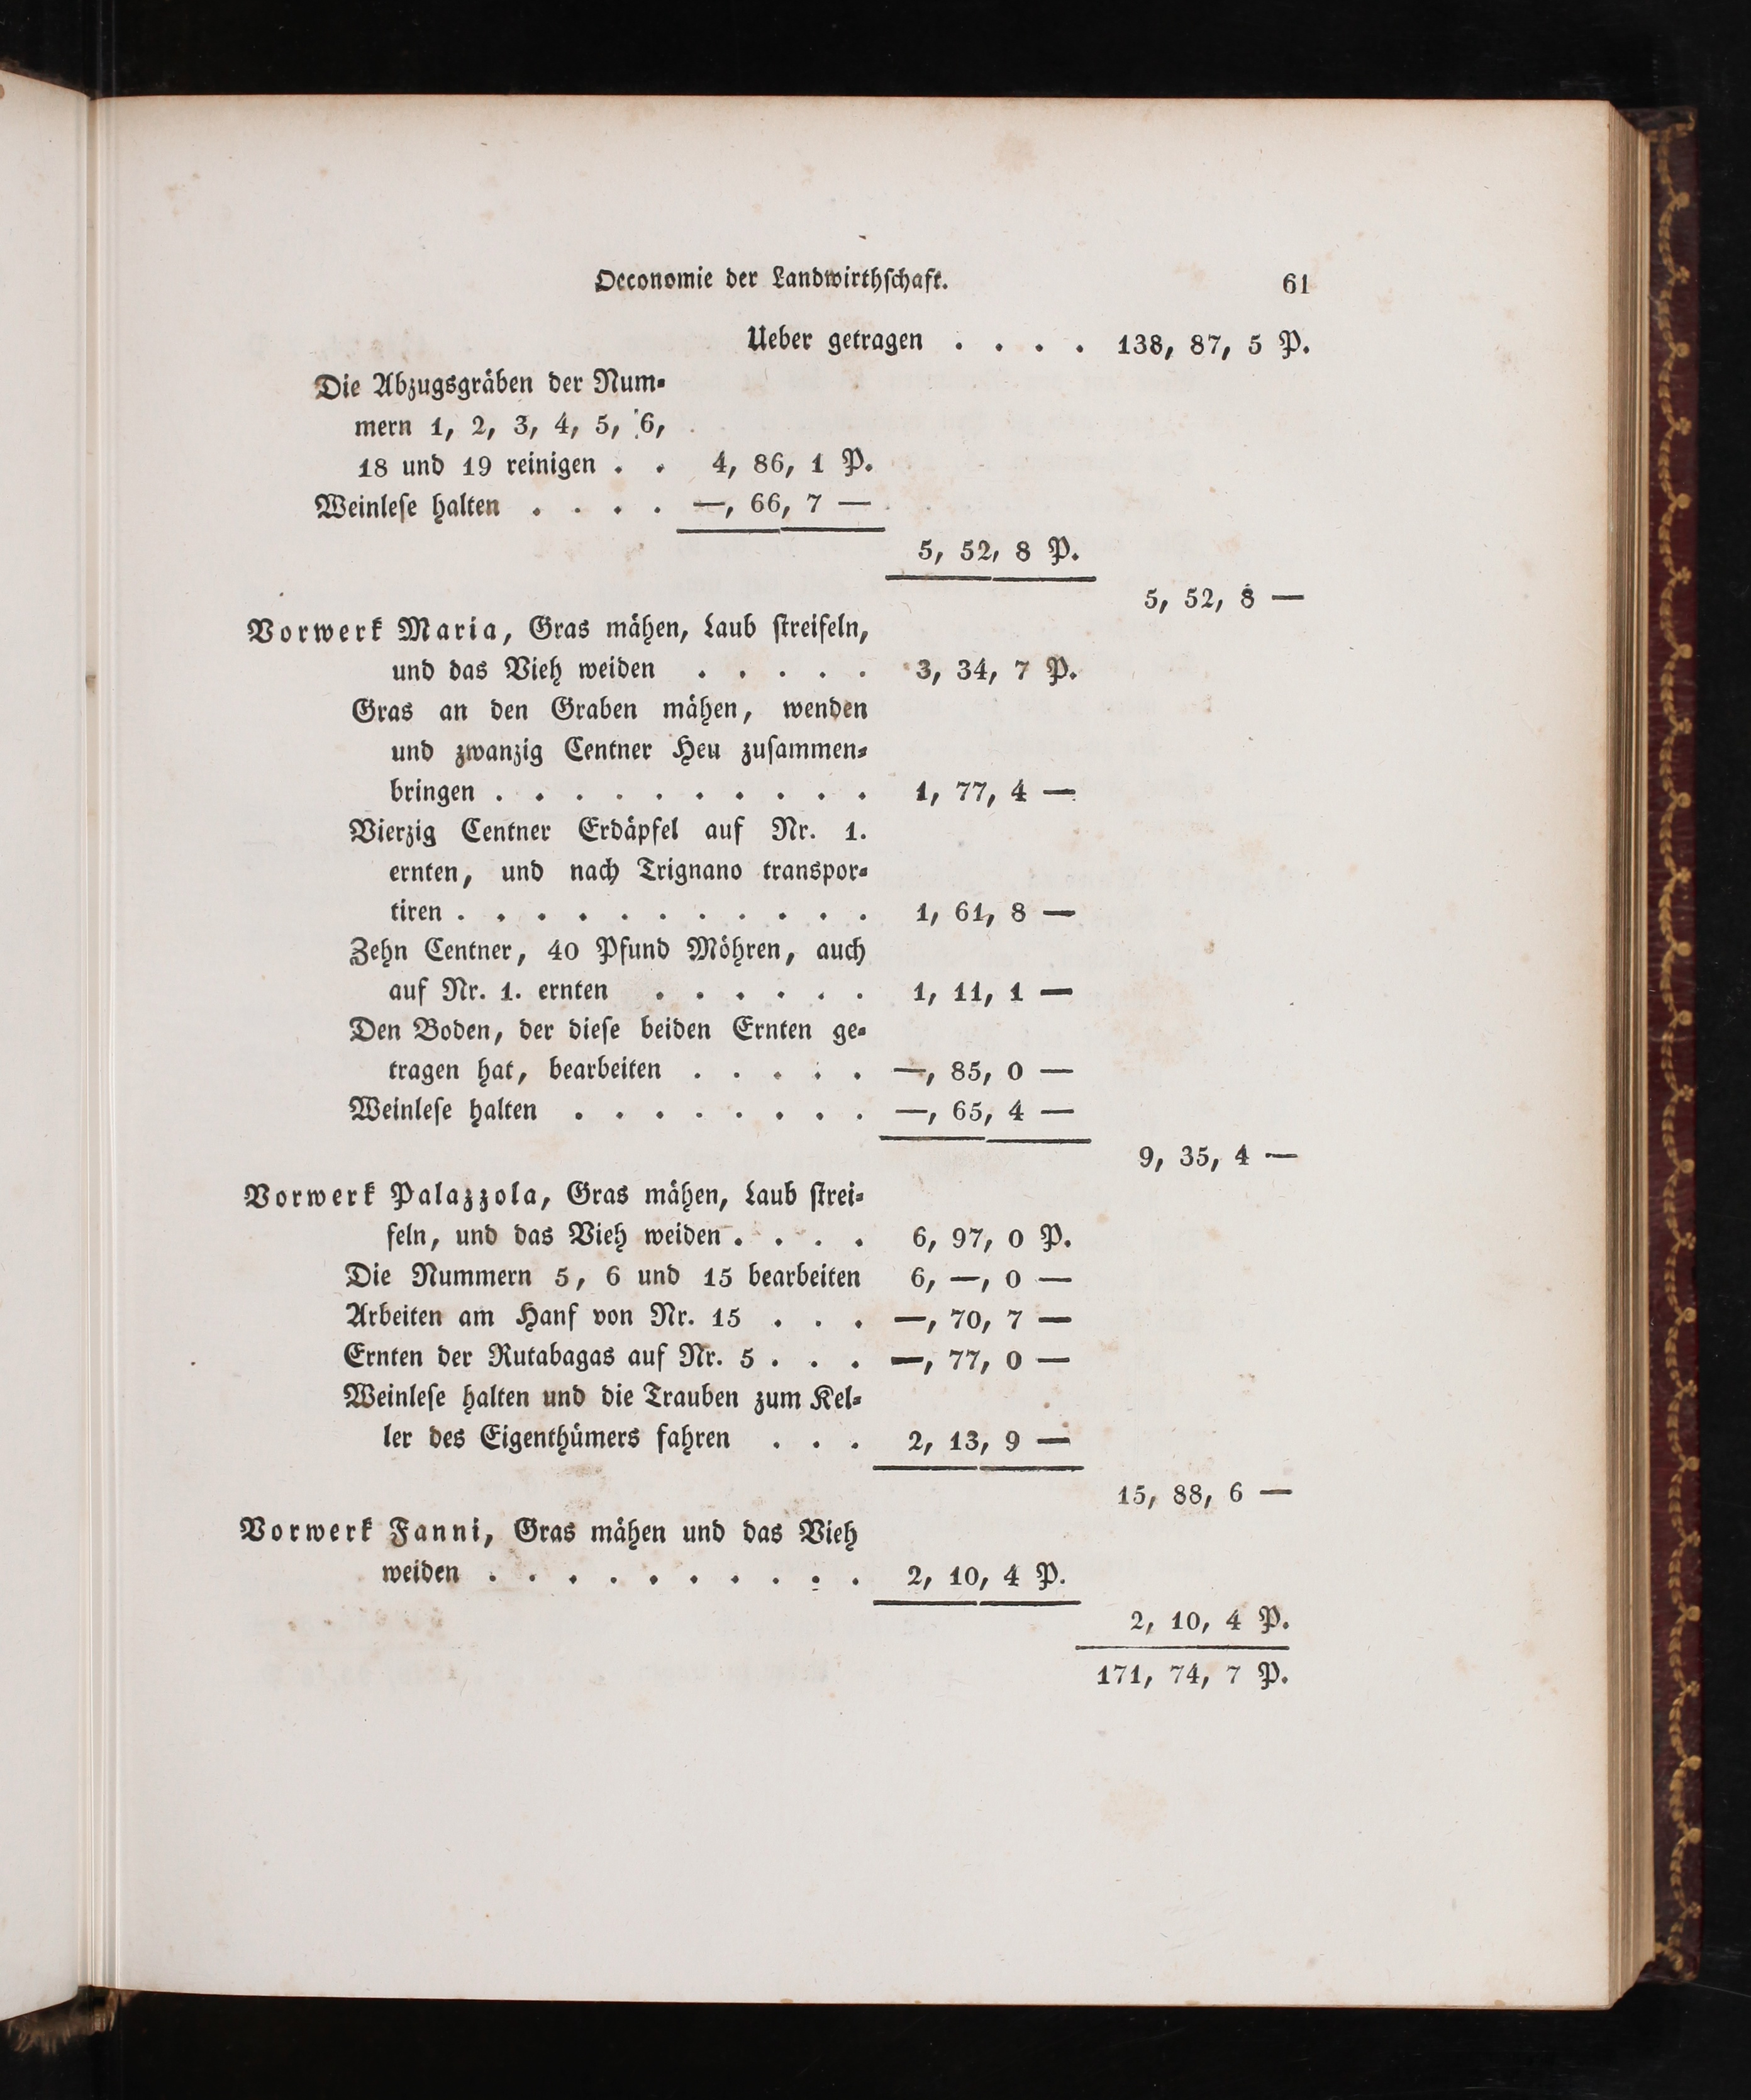 Oeconomie der Landwirthschaft. 61
Ueber getragen . . . . 138, 87, 5 P.
Die Abzugsgräben der Num-
mern 1, 2, 3, 4, 5, 6,
18 und 19 reinigen . . 4, 86, 1 P.
Weinlese halten . . . . —, 66, 7 —
5, 52, 8 P.
5, 52, 8 —
Vorwerk Maria, Gras mähen, Laub streifeln,
und das Vieh weiden . . . . . 3, 34, 7 P.
Gras an den Graben mähen, wenden
und zwanzig Centner Heu zusammen-
bringen . . . . . . . . . . 1, 77, 4 —
Vierzig Centner Erdäpfel auf Nr. 1.
ernten, und nach Trignano transpor-
tiren . . . . . . . . . . . 1, 61, 8 —
Zehn Centner, 40 Pfund Möhren, auch
auf Nr. 1. ernten . . . . . . 1, 11, 1 —
Den Boden, der diese beiden Ernten ge-
tragen hat, bearbeiten . . . . . —, 85, 0 —
Weinlese halten . . . . . . . . —, 65, 4 —
9, 35, 4 —
Vorwerk Palazzola, Gras mähen, Laub strei-
feln, und das Vieh weiden . . . . 6, 97, 0 P.
Die Nummern 5, 6 und 15 bearbeiten 6, —, 0 —
Arbeiten am Hanf von Nr. 15 . . . —, 70, 7 —
Ernten der Rutabagas auf Nr. 5 . . . —, 77, 0 —
Weinlese halten und die Trauben zum Kel-
ler des Eigenthümers fahren . . . 2, 13, 9 —
15, 88, 6 —
Vorwerk Fanni, Gras mähen und das Vieh
weiden . . . . . . . . . . 2, 10, 4 P.
2, 10, 4 P.
171, 74, 7 P.